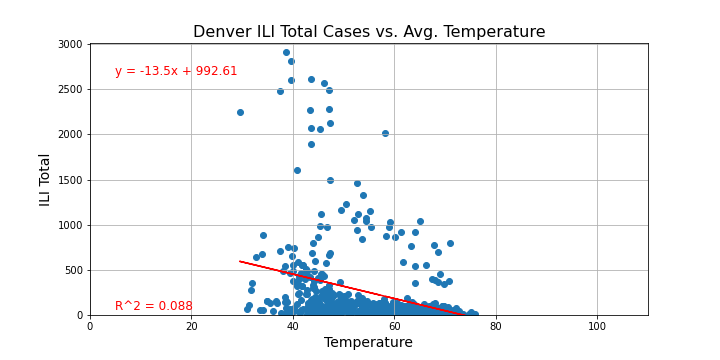 Denver ILI Total Cases vs. Avg. Temperature
3000
y = -13.5x + 992.61
2500
2000
ILI Total
1500
1000
500
R^2 = 0.088
0
0 20 40 60 80 100
Temperature